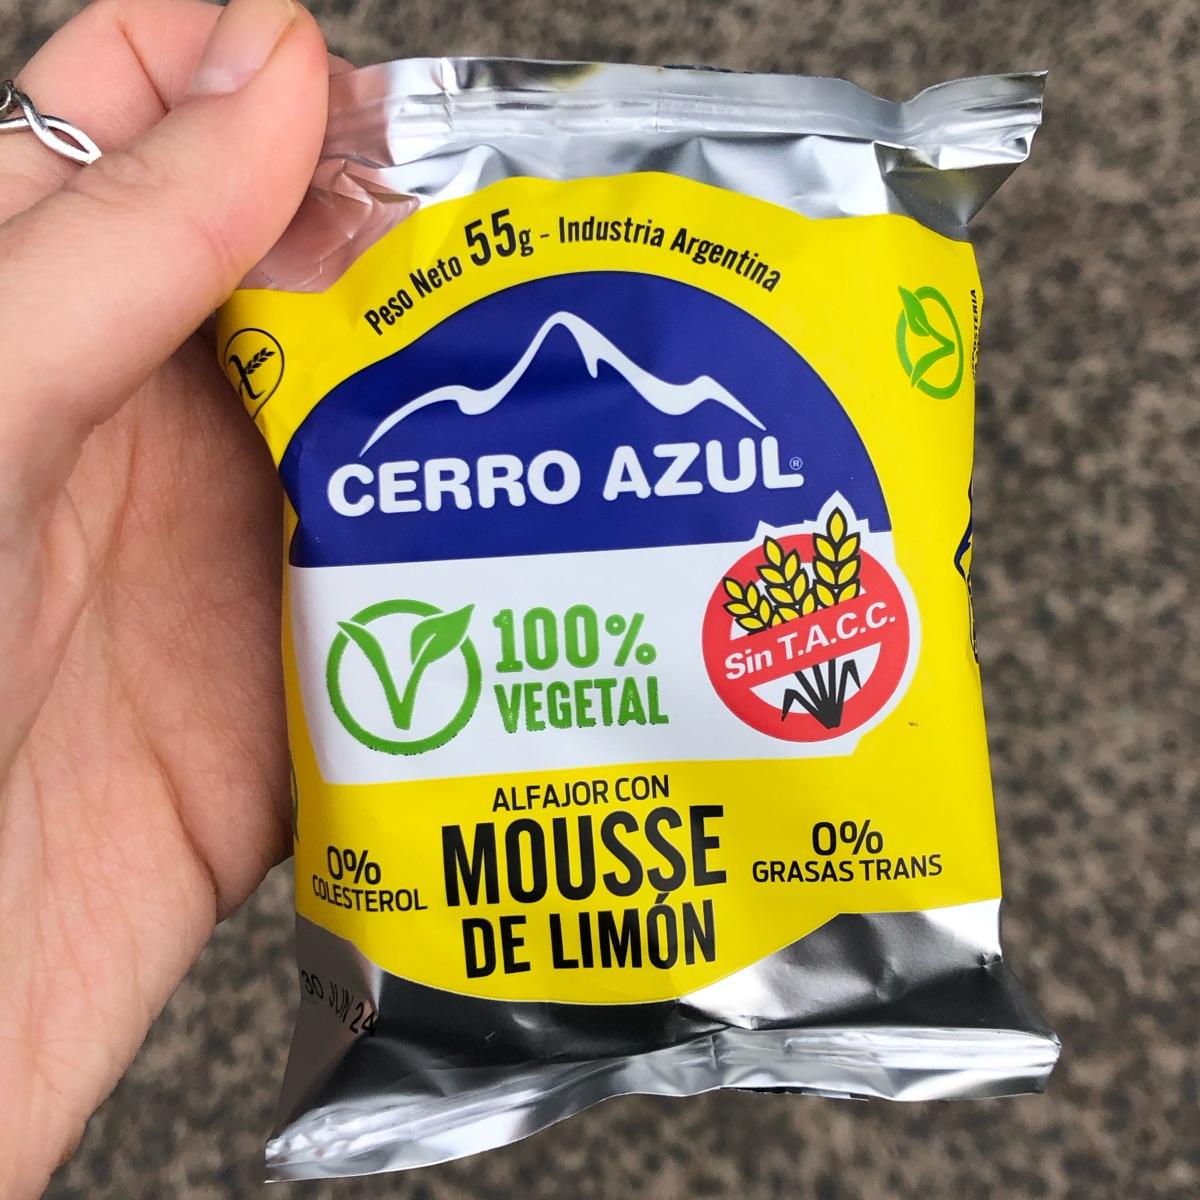 Peso Neto 55g - Industria Argentina
CERRO AZUL®
100%
VEGETAL
Sin T.A.C.C.
ALFAJOR CON
MOUSSE
DE LIMÓN
0%
COLESTEROL
0%
GRASAS TRANS
30 JUN 24